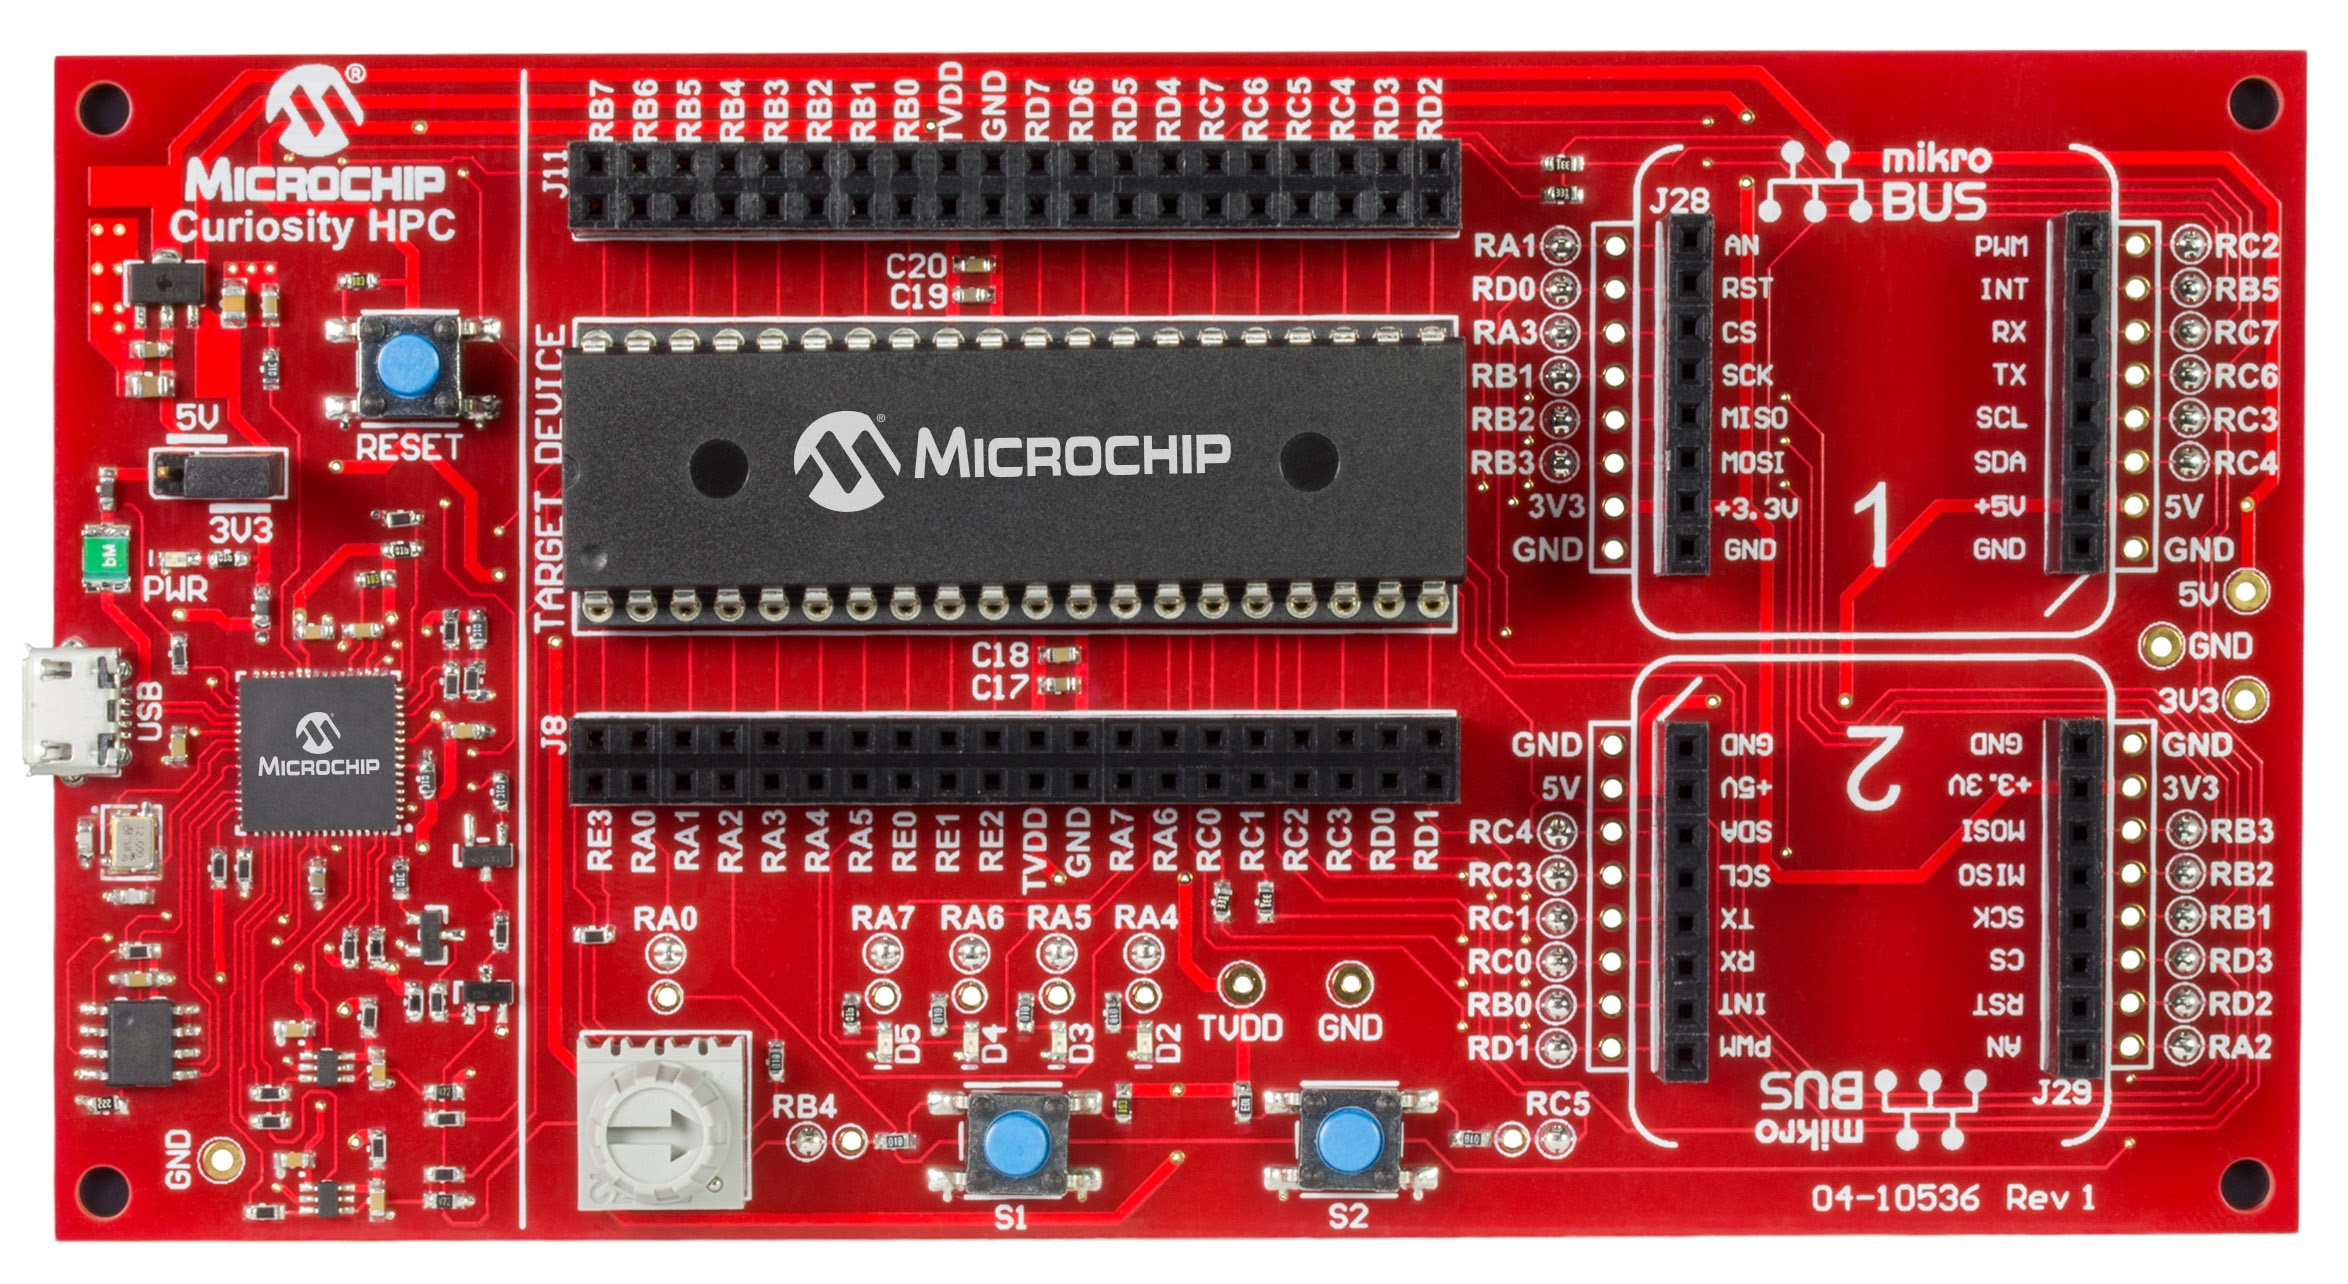 MICROCHIP
Curiosity HPC
RESET
5V
3V3
PWR
USB
MICROCHIP
GND
TARGET DEVICE
J11
RB7 RB6 RB5 RB4 RB3 RB2 RB1 RB0 TVDD GND RD7 RD6 RD5 RD4 RC7 RC6 RC5 RC4 RD3 RD2
C20
C19
MICROCHIP
C18
C17
J8
RE3 RA0 RA1 RA2 RA3 RA4 RA5 RE0 RE1 RE2 TVDD GND RA7 RA6 RC0 RC1 RC2 RC3 RD0 RD1
RA0 RA7 RA6 RA5 RA4
D5 D4 D3 D2
TVDD GND
RB4 RC5
S1 S2
mikro
BUS
J28
RA1 AN PWM RC2
RD0 RST INT RB5
RA3 CS RX RC7
RB1 SCK TX RC6
RB2 MISO SCL RC3
RB3 MOSI SDA RC4
3V3 +3.3V +5V 5V
GND GND GND GND
1
5V
GND
3V3
2
GND GND GND GND
5V +5V +3.3V 3V3
RC4 SDA MOSI RB3
RC3 SCL MISO RB2
RC1 TX SCK RB1
RC0 RX CS RD3
RB0 INT RST RD2
RD1 PWM AN RA2
J29
mikro
BUS
04-10536 Rev 1